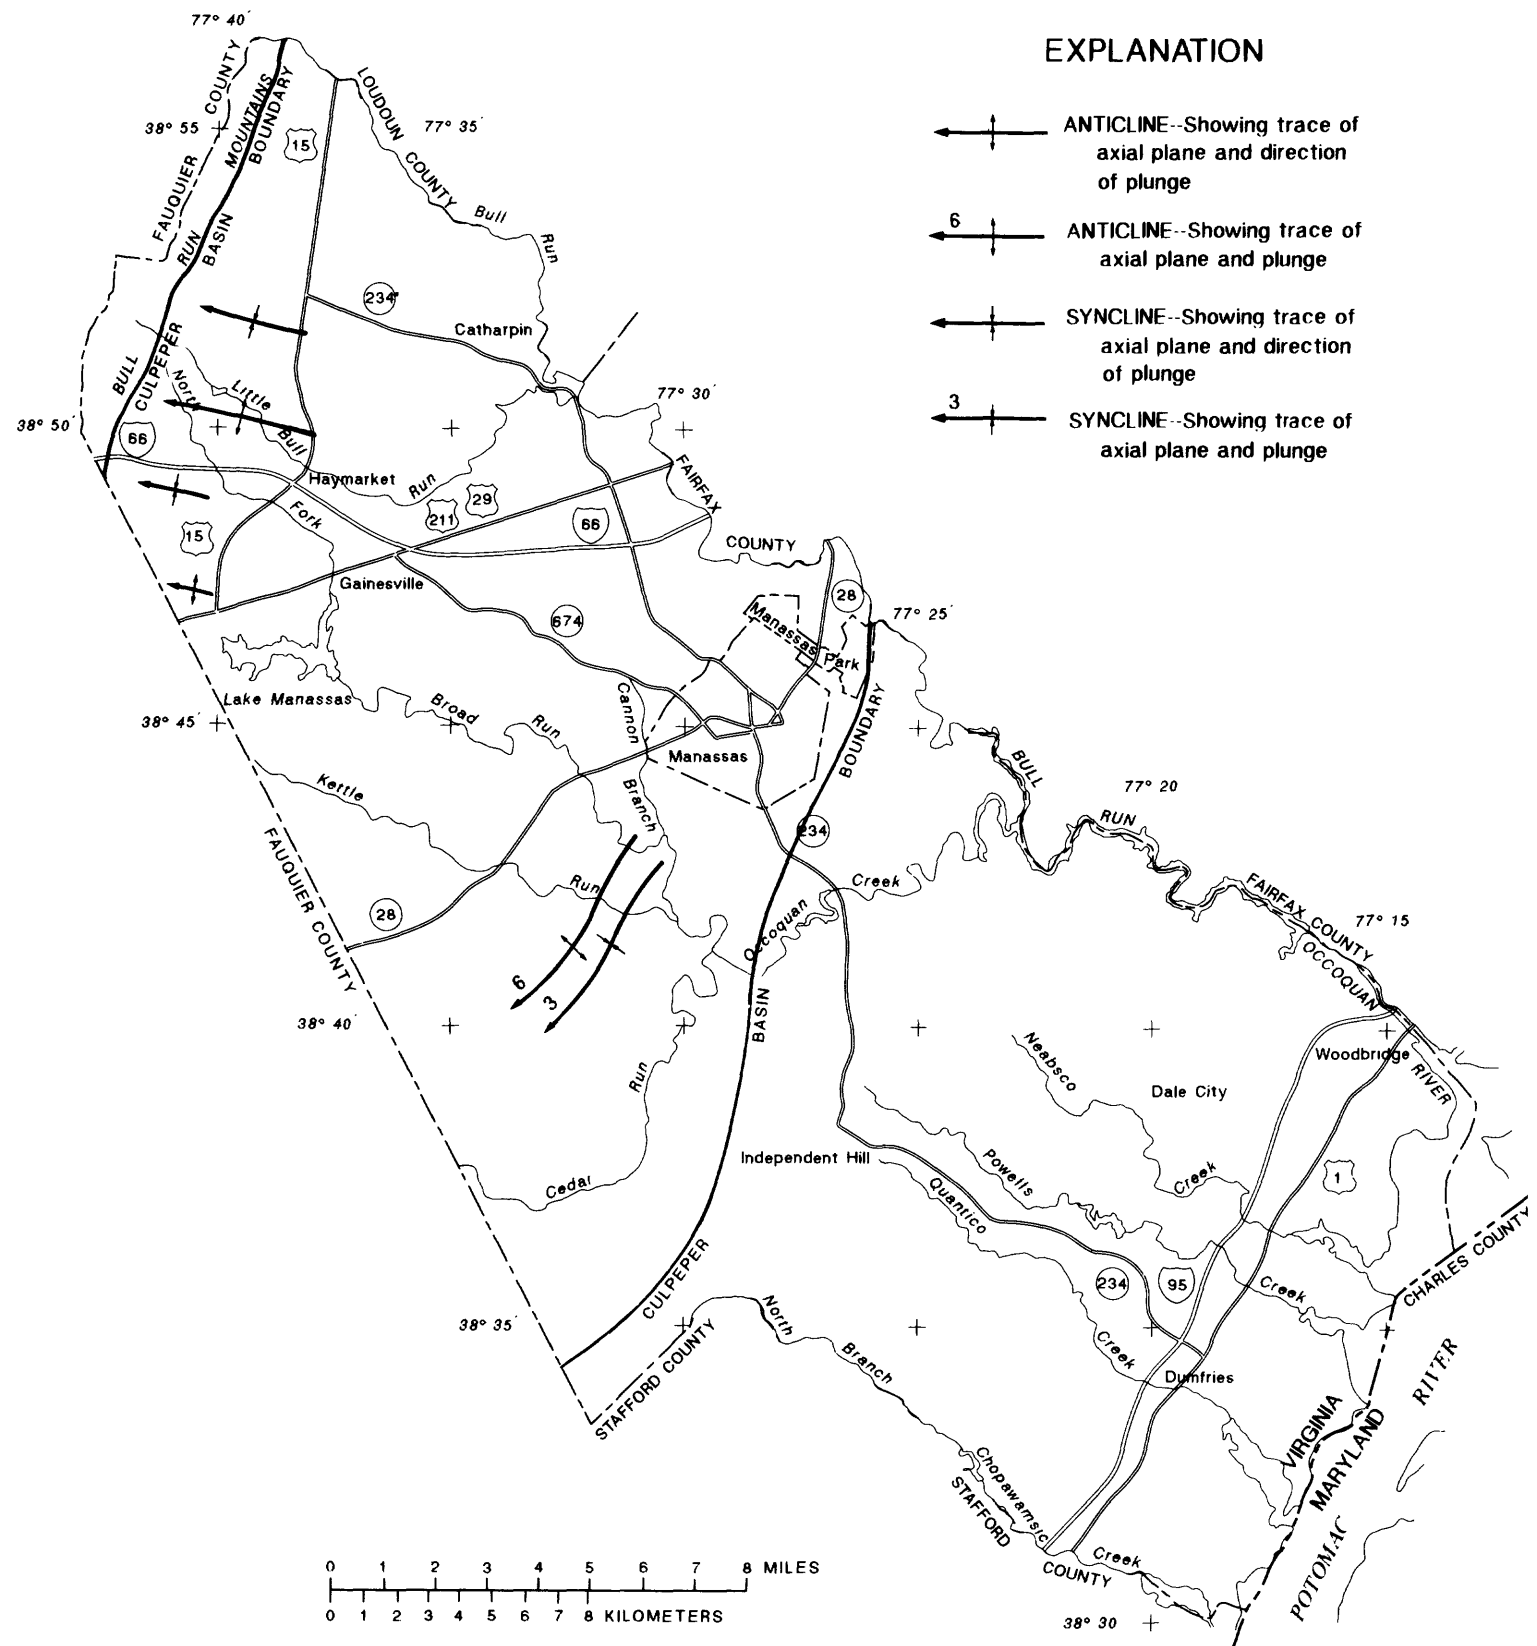 77° 40´
EXPLANATION
ANTICLINE--Showing trace of
axial plane and direction
of plunge
6
ANTICLINE--Showing trace of
axial plane and plunge
SYNCLINE--Showing trace of
axial plane and direction
of plunge
3
SYNCLINE--Showing trace of
axial plane and plunge
FAUQUIER COUNTY
BULL RUN MOUNTAINS
CULPEPER BASIN BOUNDARY
LOUDOUN COUNTY
38° 55´
77° 35´
15
Bull Run
234
Catharpin
77° 30´
North
Fork
Little
Bull
Run
38° 50´
66
Haymarket
FAIRFAX
COUNTY
29
211
66
15
Gainesville
28
77° 25´
674
Manassas
Park
Lake Manassas
Broad
Run
38° 45´
Cannon
Branch
Manassas
BULL
RUN
77° 20´
Kettle
Run
234
Creek
Occoquan
FAIRFAX COUNTY
77° 15´
28
FAUQUIER COUNTY
OCCOQUAN
RIVER
6
3
38° 40´
CULPEPER
BASIN
BOUNDARY
Woodbridge
Neabsco
Creek
Dale City
Run
Cedar
Independent Hill
Powells
Creek
Quantico
Creek
1
CHARLES COUNTY
234
95
38° 35´
STAFFORD COUNTY
North
Branch
Dumfries
VIRGINIA
MARYLAND
POTOMAC
RIVER
Chopawamsic
Creek
STAFFORD
COUNTY
0 1 2 3 4 5 6 7 8 MILES
0 1 2 3 4 5 6 7 8 KILOMETERS
38° 30´